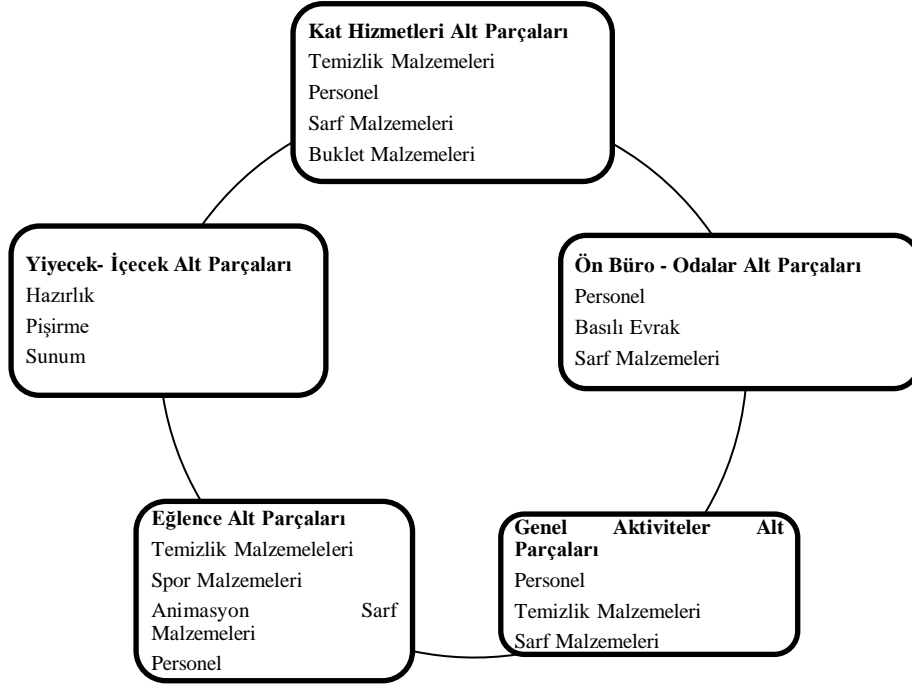 Kat Hizmetleri Alt Parçaları
Temizlik Malzemeleri
Personel
Sarf Malzemeleri
Buklet Malzemeleri
Yiyecek- İçecek Alt Parçaları
Hazırlık
Pişirme
Sunum
Ön Büro - Odalar Alt Parçaları
Personel
Basılı Evrak
Sarf Malzemeleri
Eğlence Alt Parçaları
Temizlik Malzemeleleri
Spor Malzemeleri
Animasyon Sarf
Malzemeleri
Personel
Genel Aktiviteler Alt
Parçaları
Personel
Temizlik Malzemeleri
Sarf Malzemeleri